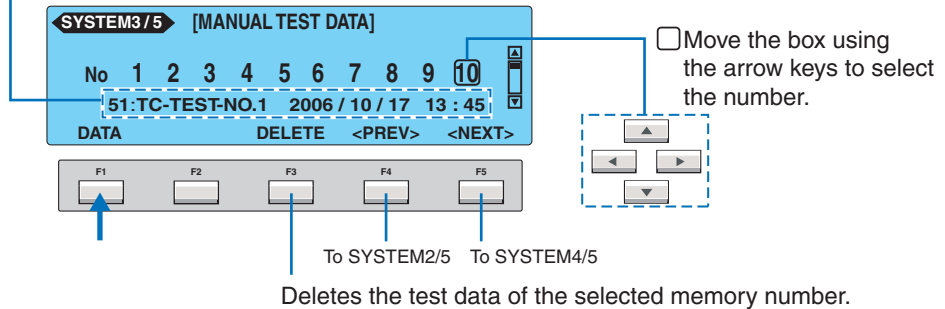 SYSTEM3 / 5 [MANUAL TEST DATA]
No 1 2 3 4 5 6 7 8 9 10
51:TC-TEST-NO.1 2006 / 10 / 17 13 : 45
DATA DELETE <PREV> <NEXT>
Move the box using
the arrow keys to select
the number.
F1 F2 F3 F4 F5
To SYSTEM2/5 To SYSTEM4/5
Deletes the test data of the selected memory number.